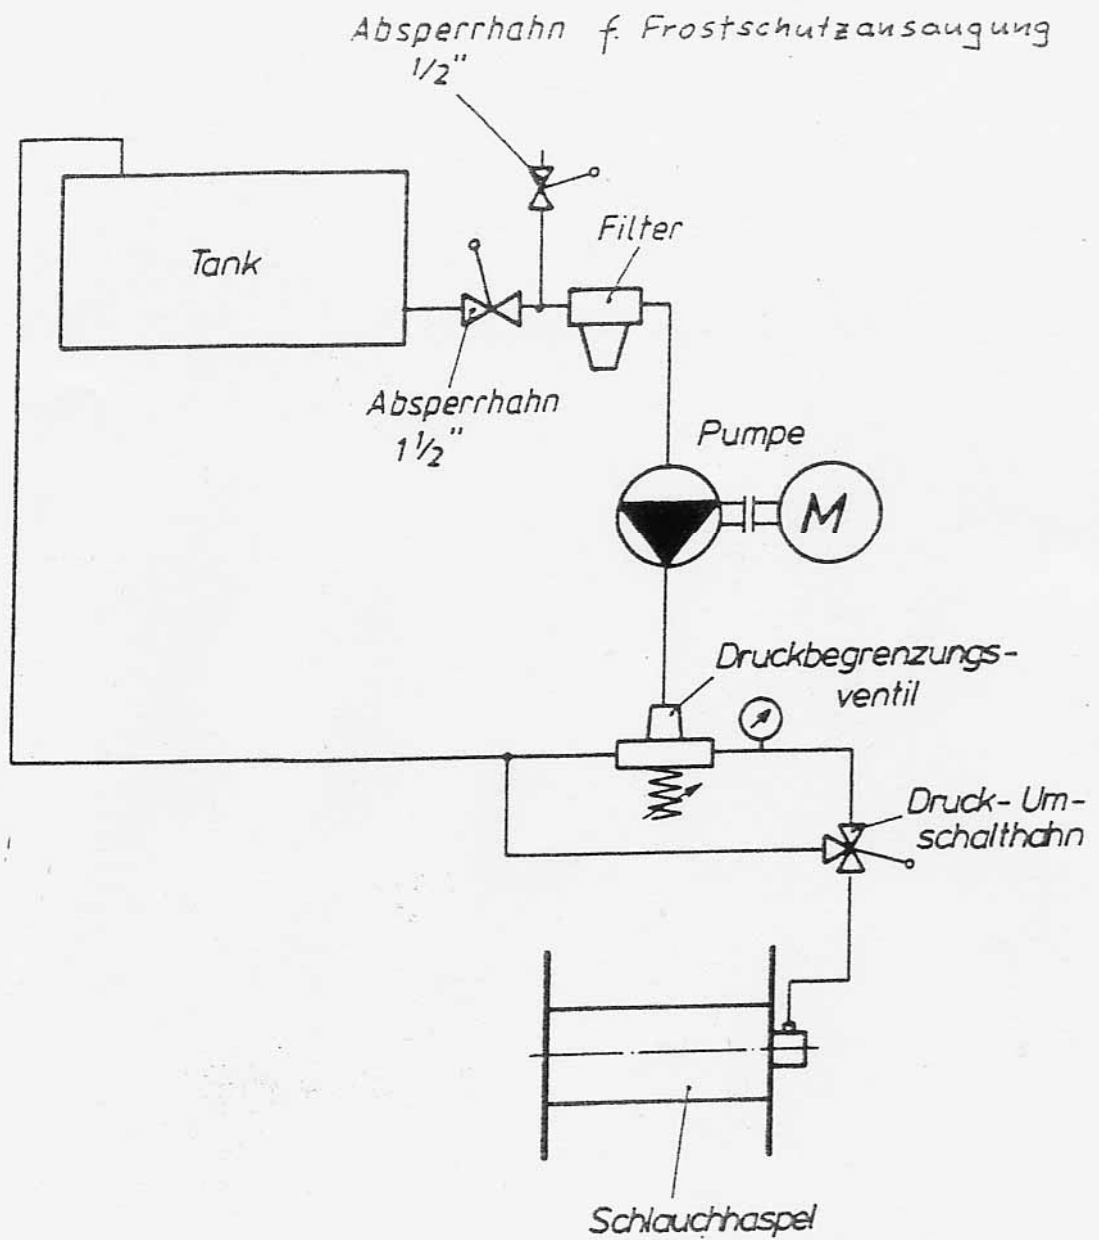 Absperrhahn f. Frostschutzansaugung
1/2"
Tank
Filter
Absperrhahn
1 1/2"
Pumpe
M
Druckbegrenzungs-
ventil
Druck-Um-
schalthahn
Schlauchhaspel